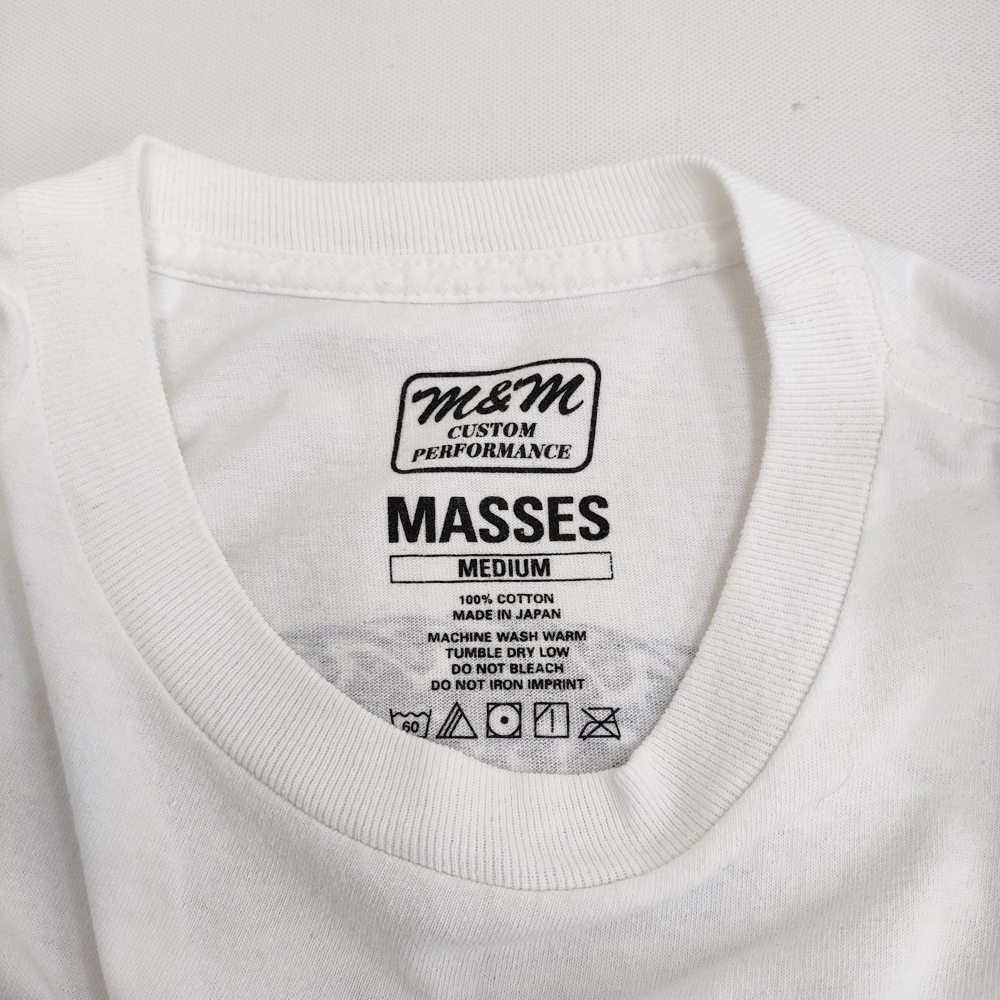 M&M
CUSTOM
PERFORMANCE
MASSES
MEDIUM
100% COTTON
MADE IN JAPAN
MACHINE WASH WARM
TUMBLE DRY LOW
DO NOT BLEACH
DO NOT IRON IMPRINT
60